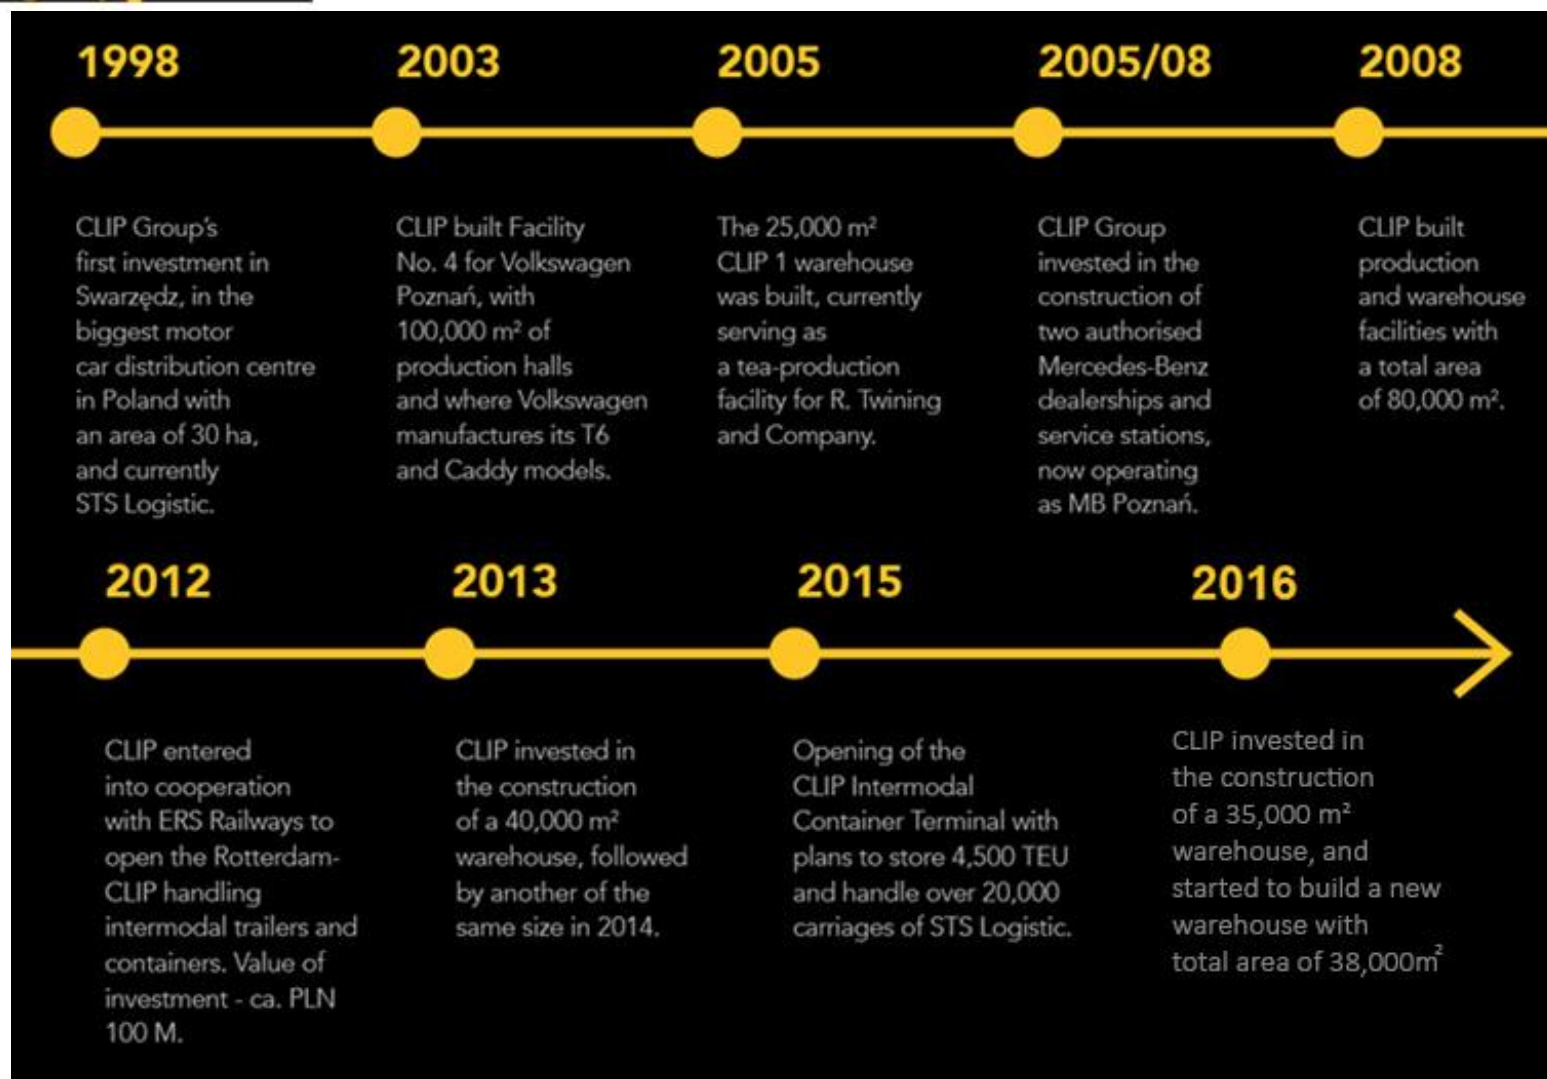 1998
CLIP Group's
first investment in
Swarzędz, in the
biggest motor
car distribution centre
in Poland with
an area of 30 ha,
and currently
STS Logistic.
2003
CLIP built Facility
No. 4 for Volkswagen
Poznań, with
100,000 m² of
production halls
and where Volkswagen
manufactures its T6
and Caddy models.
2005
The 25,000 m²
CLIP 1 warehouse
was built, currently
serving as
a tea-production
facility for R. Twining
and Company.
2005/08
CLIP Group
invested in the
construction of
two authorised
Mercedes-Benz
dealerships and
service stations,
now operating
as MB Poznań.
2008
CLIP built
production
and warehouse
facilities with
a total area
of 80,000 m².
2012
CLIP entered
into cooperation
with ERS Railways to
open the Rotterdam-
CLIP handling
intermodal trailers and
containers. Value of
investment - ca. PLN
100 M.
2013
CLIP invested in
the construction
of a 40,000 m²
warehouse, followed
by another of the
same size in 2014.
2015
Opening of the
CLIP Intermodal
Container Terminal with
plans to store 4,500 TEU
and handle over 20,000
carriages of STS Logistic.
2016
CLIP invested in
the construction
of a 35,000 m²
warehouse, and
started to build a new
warehouse with
total area of 38,000m²